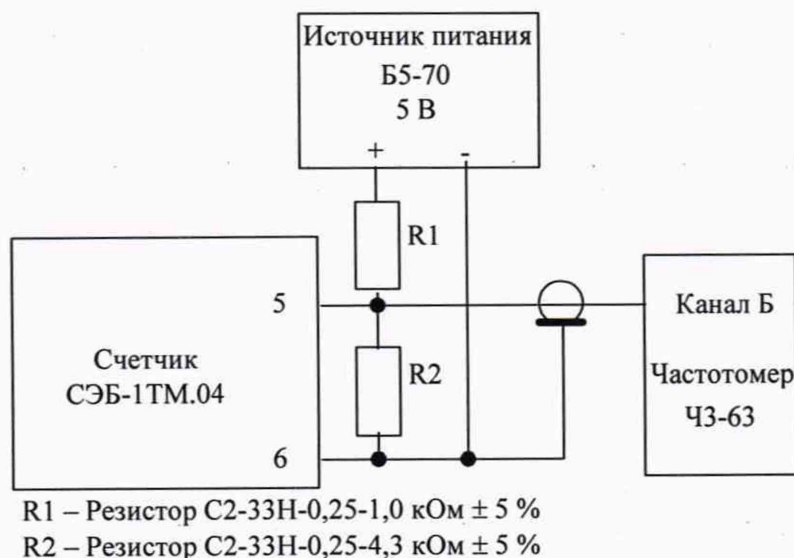 Источник питания
Б5-70
5 В
+ -
R1
5
Канал Б
Счетчик
СЭБ-1ТМ.04
R2
Частотомер
ЧЗ-63
6
R1 – Резистор С2-33Н-0,25-1,0 кОм ± 5 %
R2 – Резистор С2-33Н-0,25-4,3 кОм ± 5 %